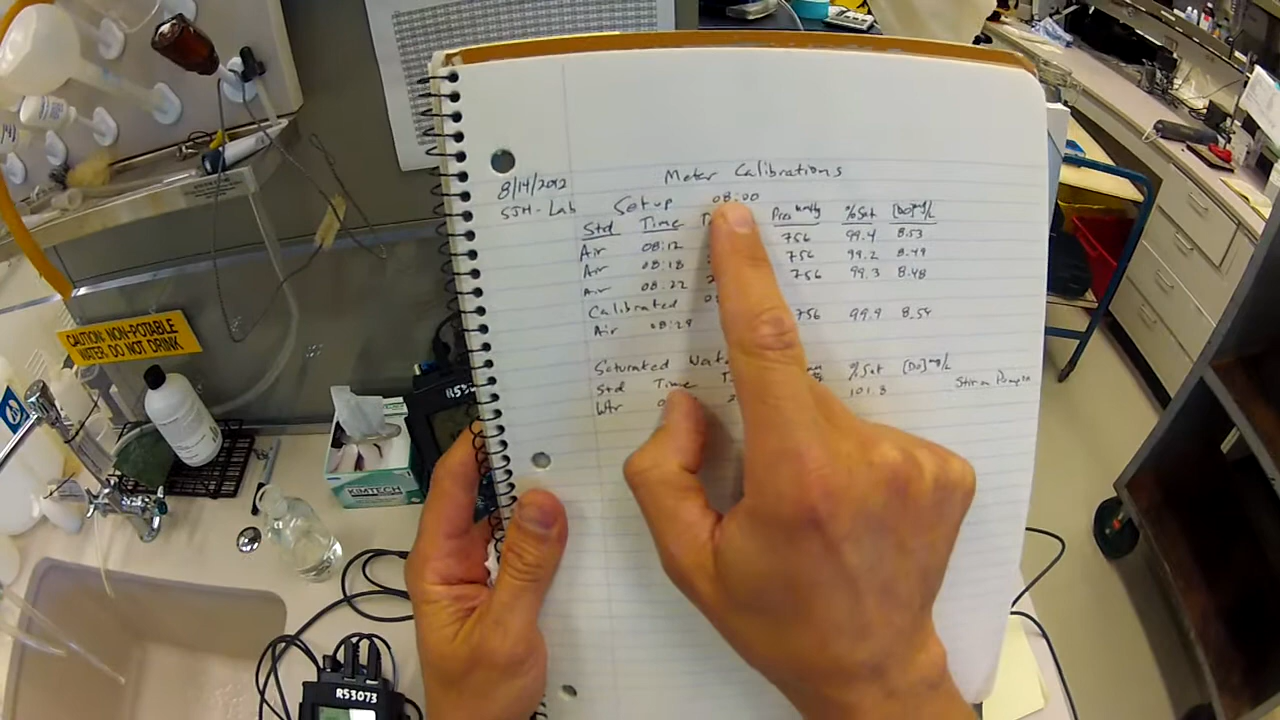 Meter Calibrations
8/14/2012
SJH-Lab Setup 08:00
Std Time % Sat [DO] mg/L
Air 08:12 756 99.4 8.53
Air 08:18 756 99.2 8.49
Air 08:22 756 99.3 8.48
Calibrated
Air 08:29 756 99.9 8.54
Saturated
Std Time % Sat [DO] mg/L
Wtr 101.8
CAUTION: NON-POTABLE
WATER, DO NOT DRINK
KIMTECH
RS3073